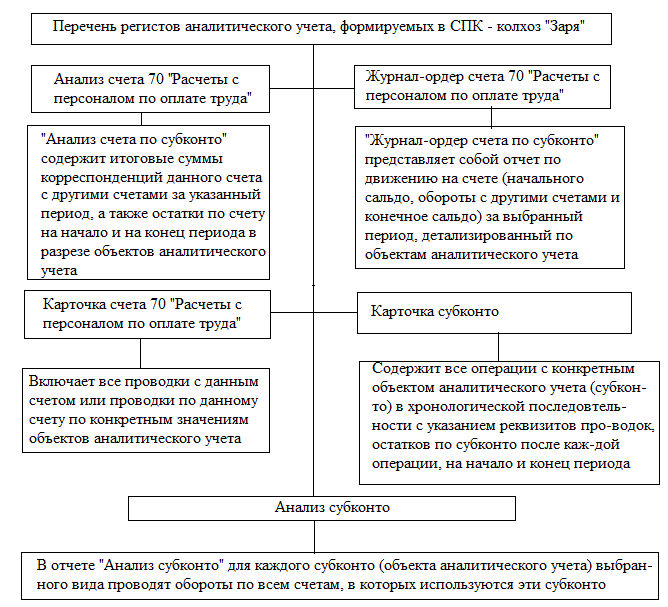 Перечень регистов аналитического учета, формируемых в СПК - колхоз "Заря"
Анализ счета 70 "Расчеты с
персоналом по оплате труда"
Журнал-ордер счета 70 "Расчеты с
персоналом по оплате труда"
"Анализ счета по субконто"
содержит итоговые суммы
корреспонденций данного счета
с другими счетами за указанный
период, а также остатки по счету
на начало и на конец периода в
разрезе объектов аналитического
учета
"Журнал-ордер счета по субконто"
представляет собой отчет по
движению на счете (начального
сальдо, обороты с другими счетами и
конечное сальдо) за выбранный
период, детализированный по
объектам аналитического учета
Карточка счета 70 "Расчеты с
персоналом по оплате труда"
Карточка субконто
Включает все проводки с данным
счетом или проводки по данному
счету по конкретным значениям
объектов аналитического учета
Содержит все операции с конкретным
объектом аналитического учета (субкон-
то) в хронологической последовтель-
ности с указанием реквизитов про-водок,
остатков по субконто после каж-дой
операции, на начало и конец периода
Анализ субконто
В отчете "Анализ субконто" для каждого субконто (объекта аналитического учета) выбран-
ного вида проводят обороты по всем счетам, в которых используются эти субконто